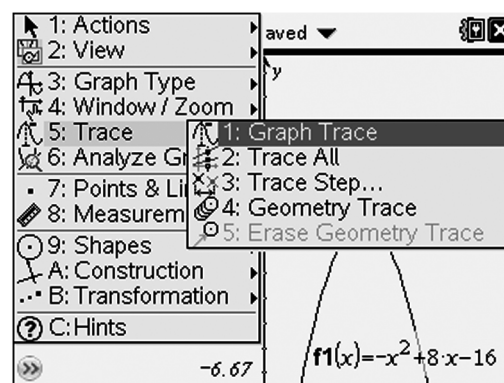 1: Actions
2: View
3: Graph Type
4: Window / Zoom
5: Trace
6: Analyze Gr
7: Points & Li
8: Measurem
9: Shapes
A: Construction
B: Transformation
C:Hints
aved
y
1: Graph Trace
2: Trace All
3: Trace Step...
4: Geometry Trace
5: Erase Geometry Trace
-6.67
f1(x)=-x²+8·x-16